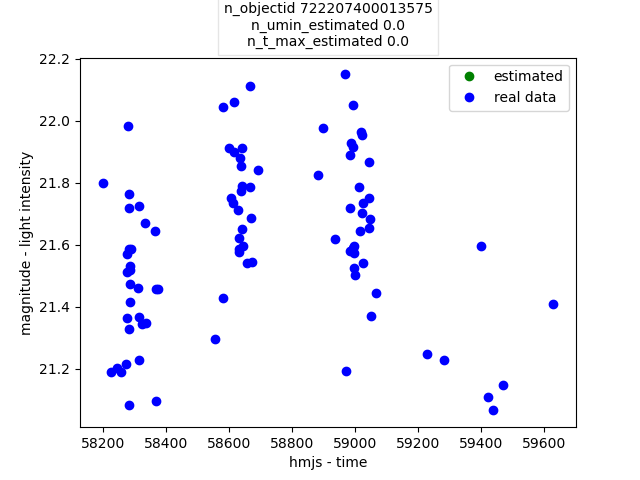 n_objectid 722207400013575
n_umin_estimated 0.0
n_t_max_estimated 0.0
22.2
22.0
21.8
21.6
21.4
21.2
magnitude - light intensity
estimated
real data
58200 58400 58600 58800 59000 59200 59400 59600
hmjs - time